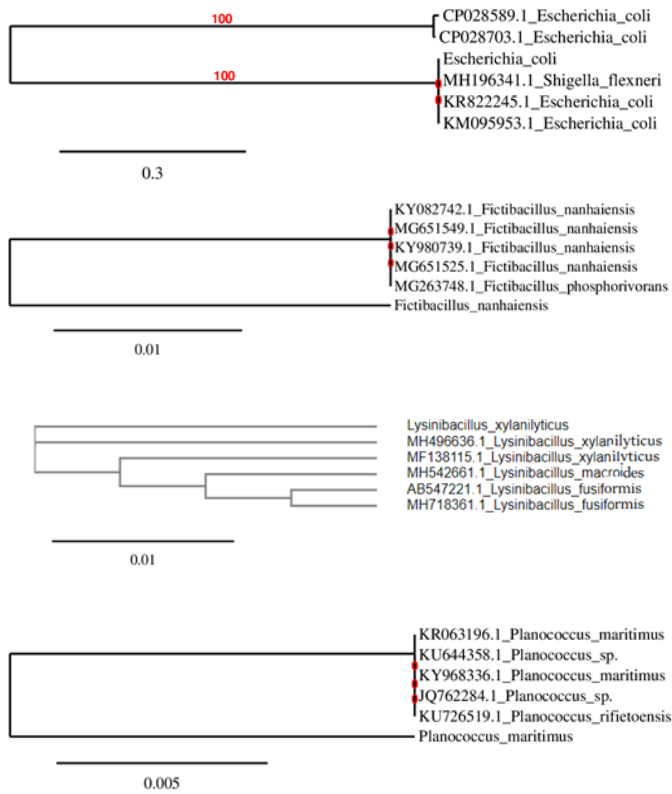 100
CP028589.1_Escherichia_coli
CP028703.1_Escherichia_coli
Escherichia_coli
100
MH196341.1_Shigella_flexneri
KR822245.1_Escherichia_coli
KM095953.1_Escherichia_coli
0.3
KY082742.1_Fictibacillus_nanhaiensis
MG651549.1_Fictibacillus_nanhaiensis
KY980739.1_Fictibacillus_nanhaiensis
MG651525.1_Fictibacillus_nanhaiensis
MG263748.1_Fictibacillus_phosphorivorans
Fictibacillus_nanhaiensis
0.01
Lysinibacillus_xylanilyticus
MH496636.1_Lysinibacillus_xylanilyticus
MF138115.1_Lysinibacillus_xylanilyticus
MH542661.1_Lysinibacillus_macroides
AB547221.1_Lysinibacillus_fusiformis
MH718361.1_Lysinibacillus_fusiformis
0.01
KR063196.1_Planococcus_maritimus
KU644358.1_Planococcus_sp.
KY968336.1_Planococcus_maritimus
JQ762284.1_Planococcus_sp.
KU726519.1_Planococcus_rifietoensis
Planococcus_maritimus
0.005